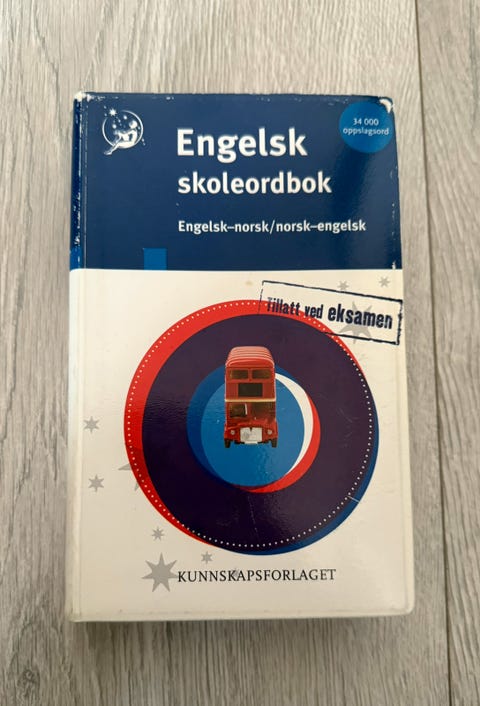 34 000
oppslagsord
Engelsk
skoleordbok
Engelsk–norsk/norsk–engelsk
Tillatt ved eksamen
KUNNSKAPSFORLAGET